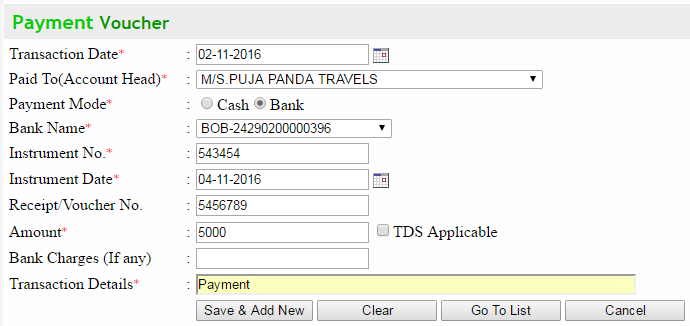 Payment Voucher
Transaction Date* : 02-11-2016
Paid To(Account Head)* : M/S.PUJA PANDA TRAVELS
Payment Mode* : Cash Bank
Bank Name* : BOB-24290200000396
Instrument No.* : 543454
Instrument Date* : 04-11-2016
Receipt/Voucher No. : 5456789
Amount* : 5000 TDS Applicable
Bank Charges (If any) :
Transaction Details* : Payment
Save & Add New Clear Go To List Cancel